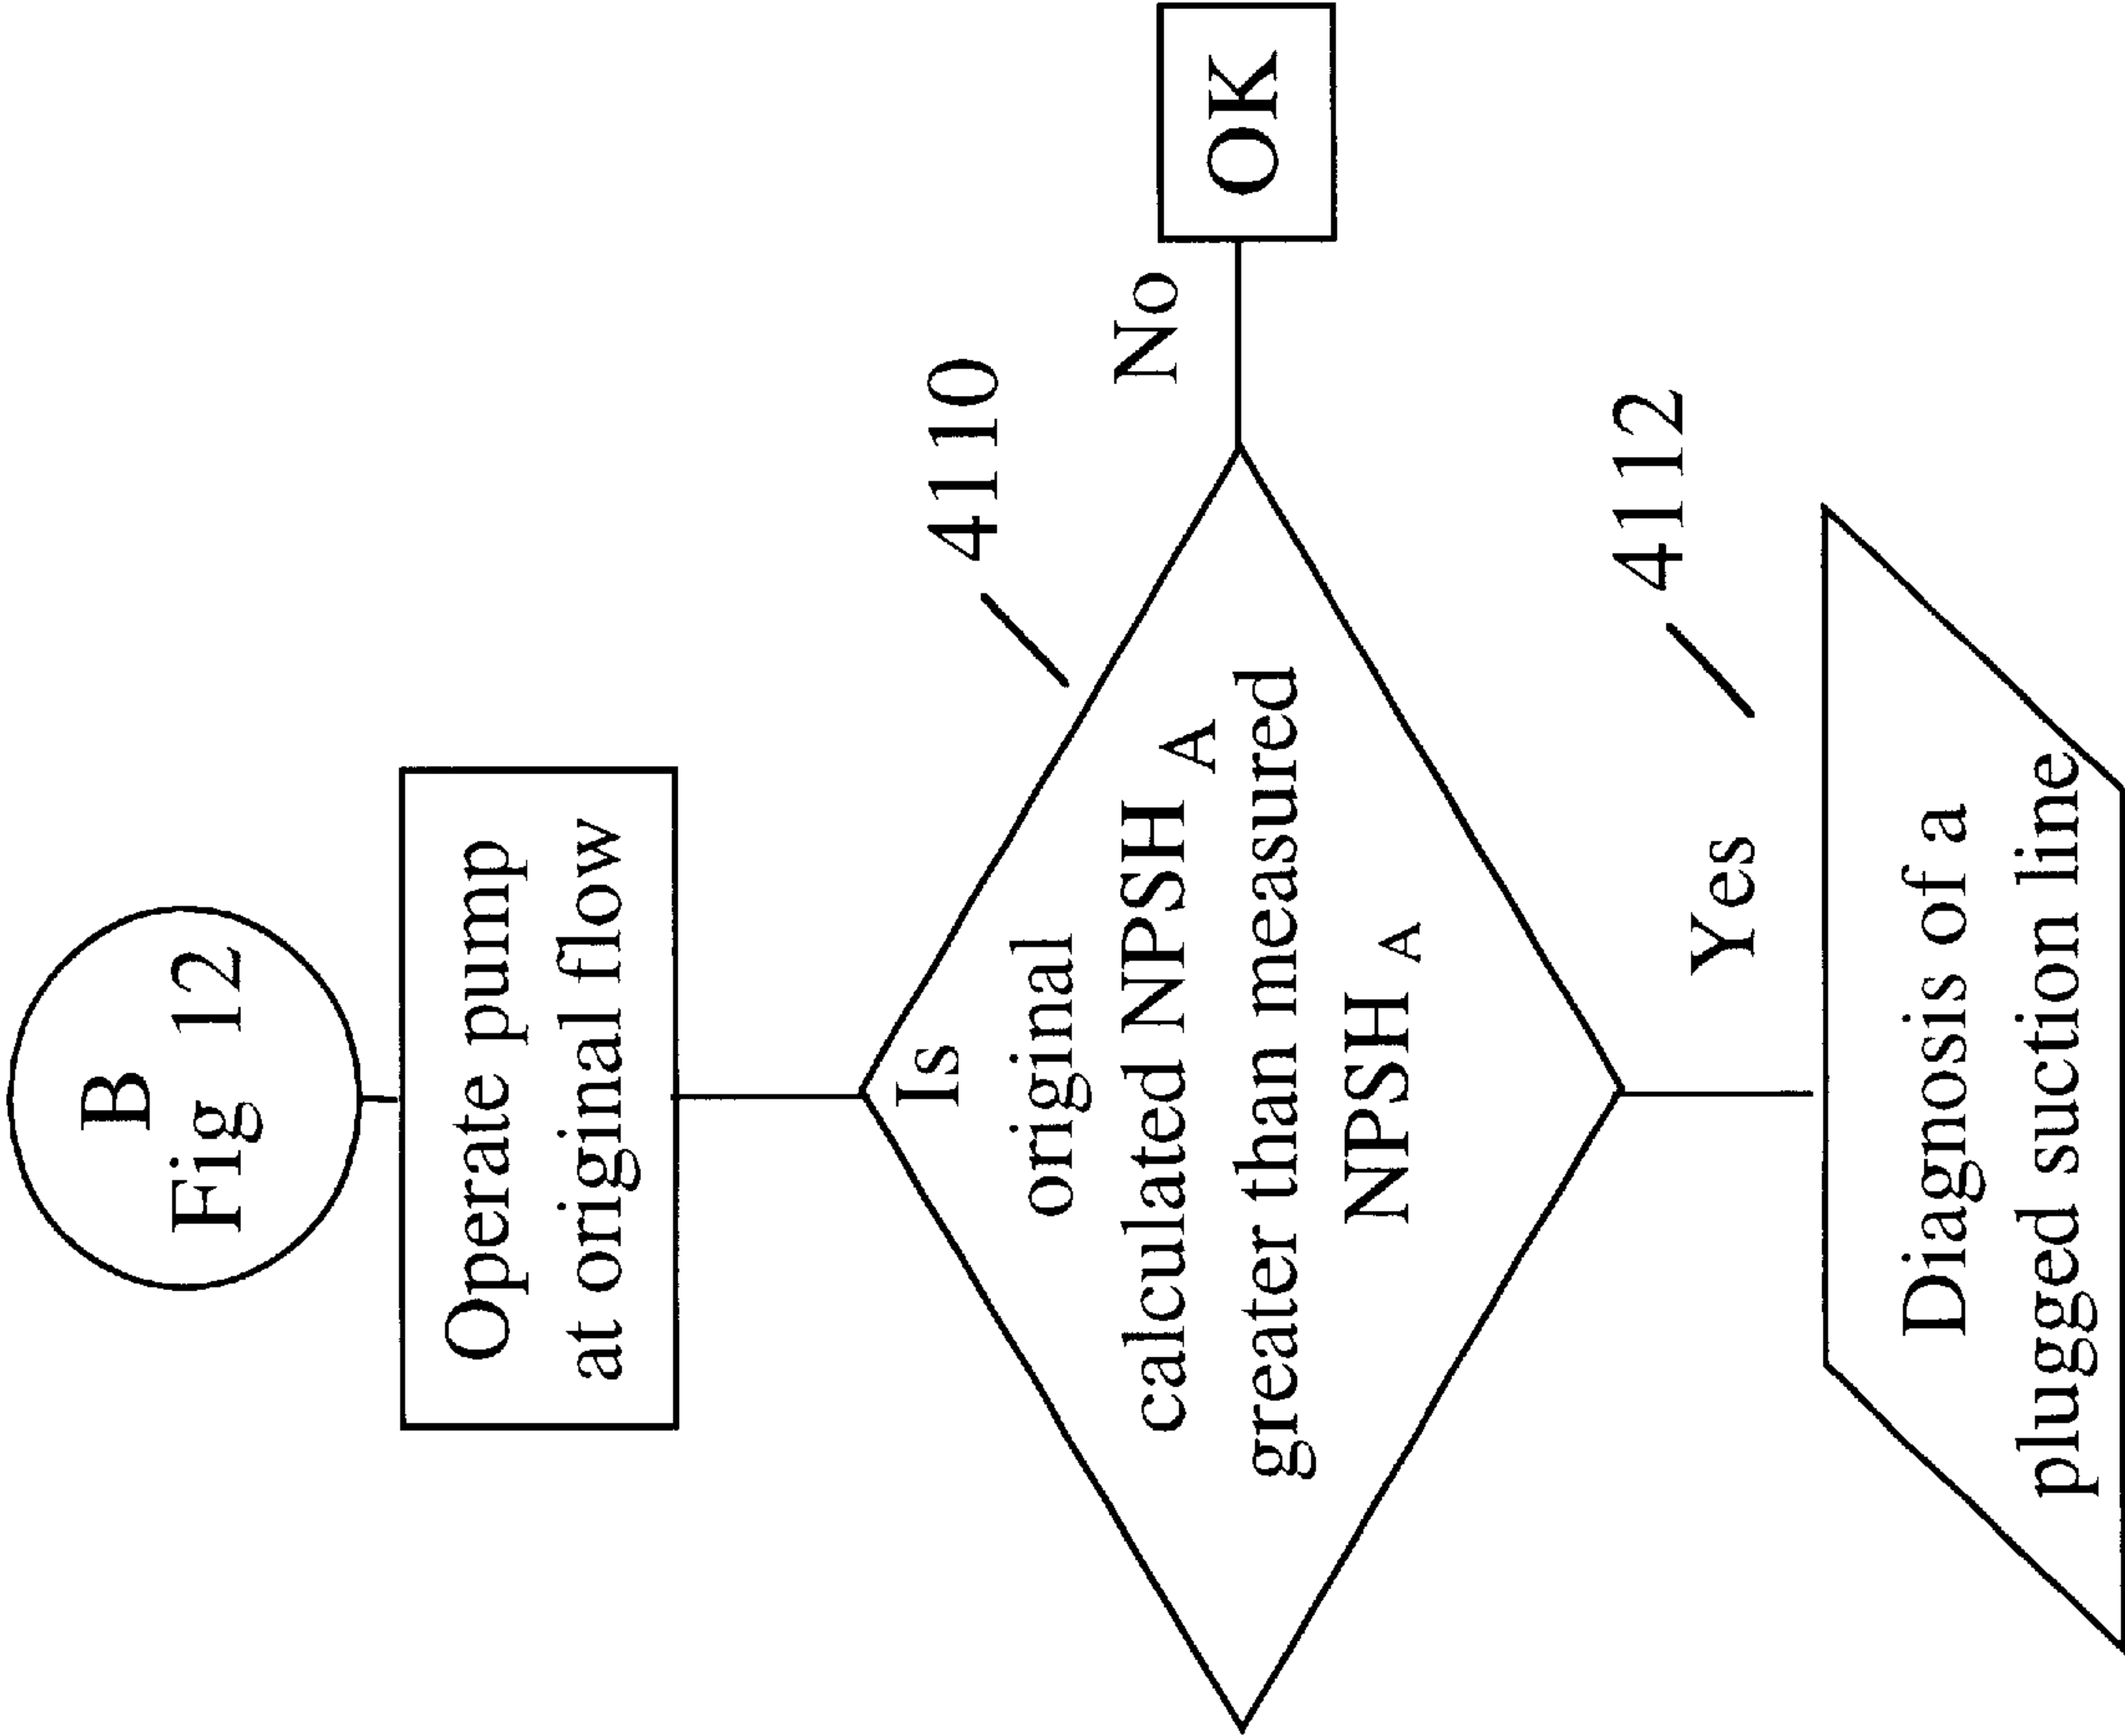 B
Fig 12
Operate pump
at original flow
Is
original
calculated NPSH A
greater than measured
NPSH A
4110
No
OK
Yes
4112
Diagnosis of a
plugged suction line